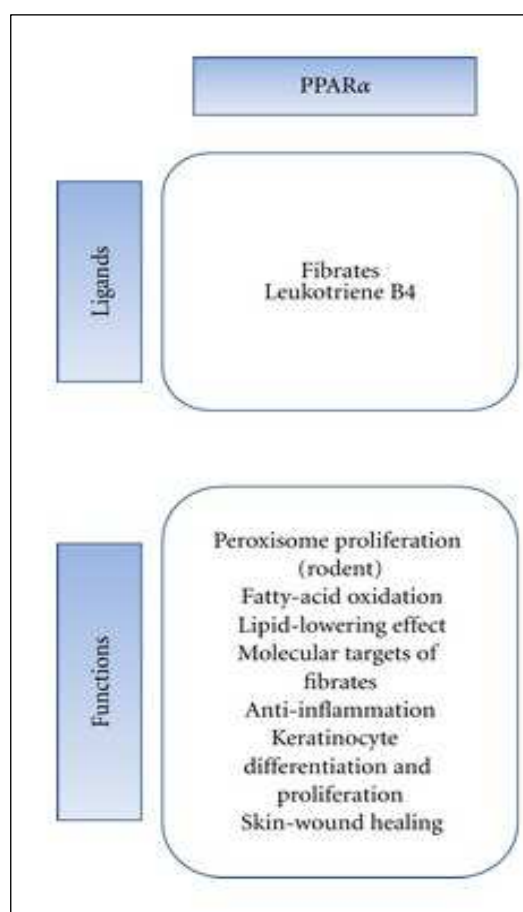 PPARα
Ligands
Fibrates
Leukotriene B4
Functions
Peroxisome proliferation
(rodent)
Fatty-acid oxidation
Lipid-lowering effect
Molecular targets of
fibrates
Anti-inflammation
Keratinocyte
differentiation and
proliferation
Skin-wound healing